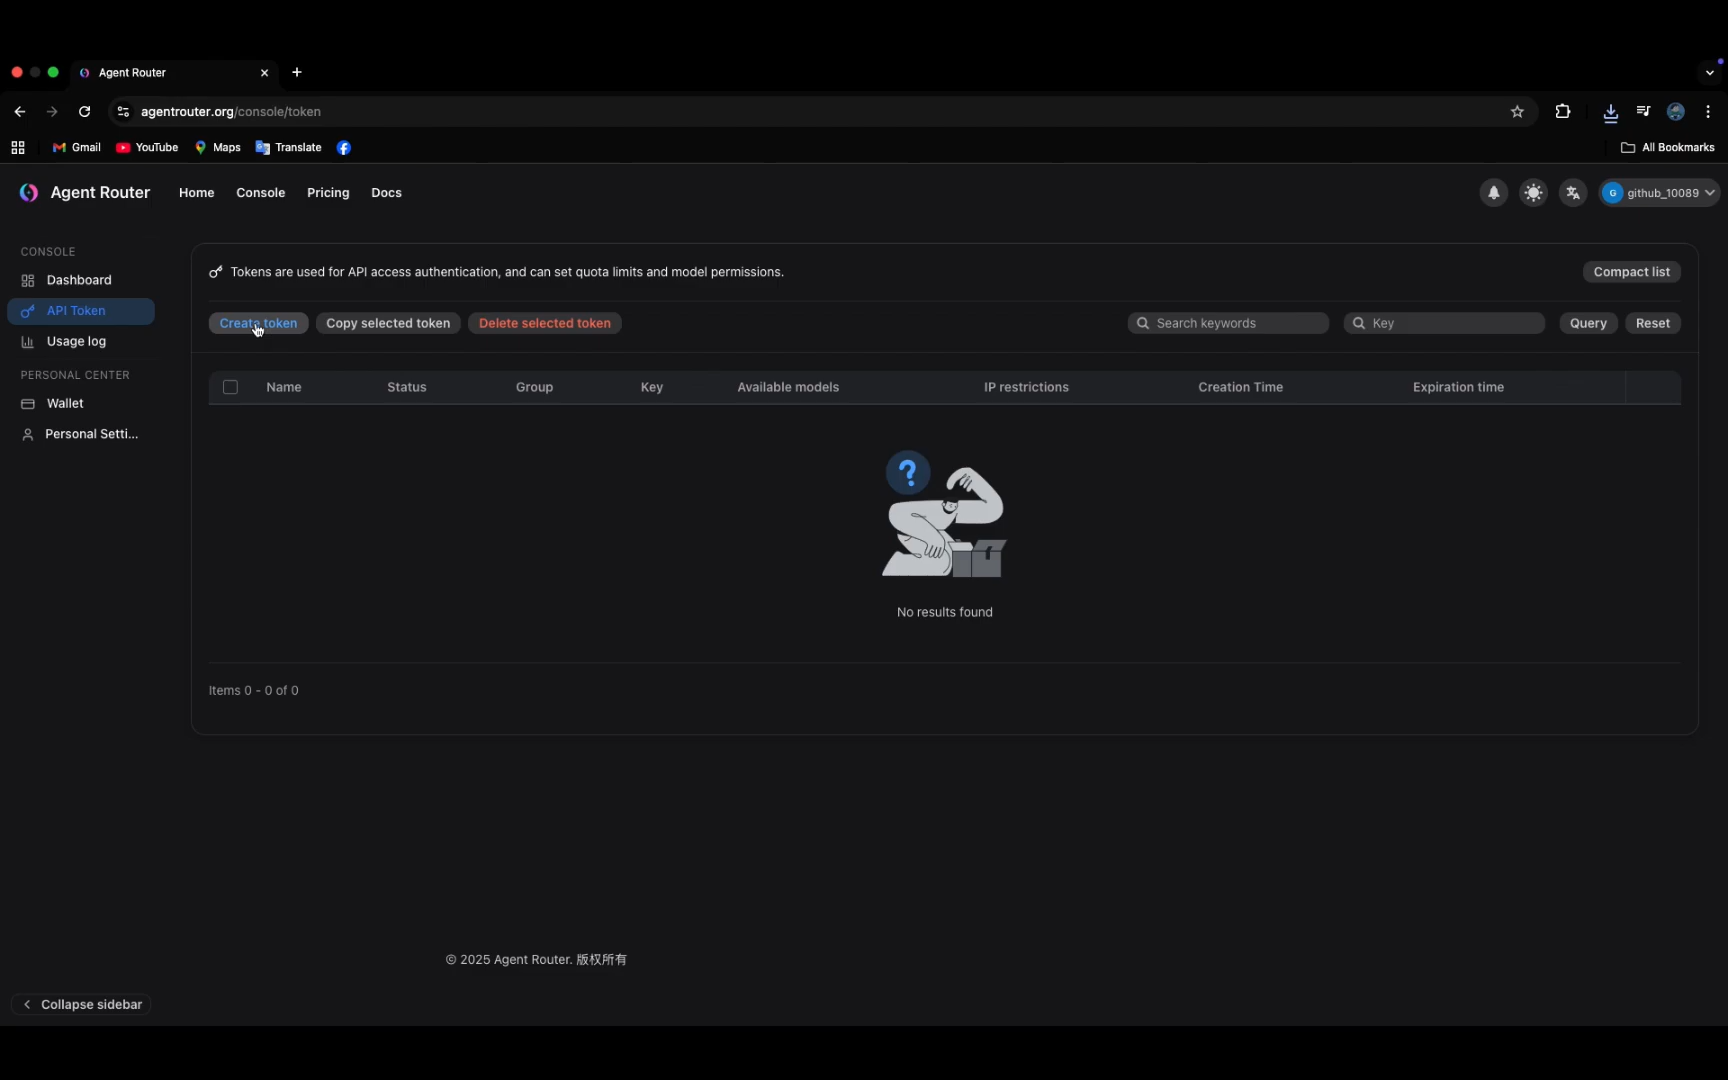 Agent Router
agentrouter.org/console/token
Gmail
YouTube
Maps
Translate
All Bookmarks
Agent Router
Home
Console
Pricing
Docs
G
github_10089
CONSOLE
Dashboard
API Token
Usage log
PERSONAL CENTER
Wallet
Personal Setti...
Tokens are used for API access authentication, and can set quota limits and model permissions.
Compact list
Create token
Copy selected token
Delete selected token
Search keywords
Key
Query
Reset
Name
Status
Group
Key
Available models
IP restrictions
Creation Time
Expiration time
?
No results found
Items 0 - 0 of 0
© 2025 Agent Router. 版权所有
Collapse sidebar